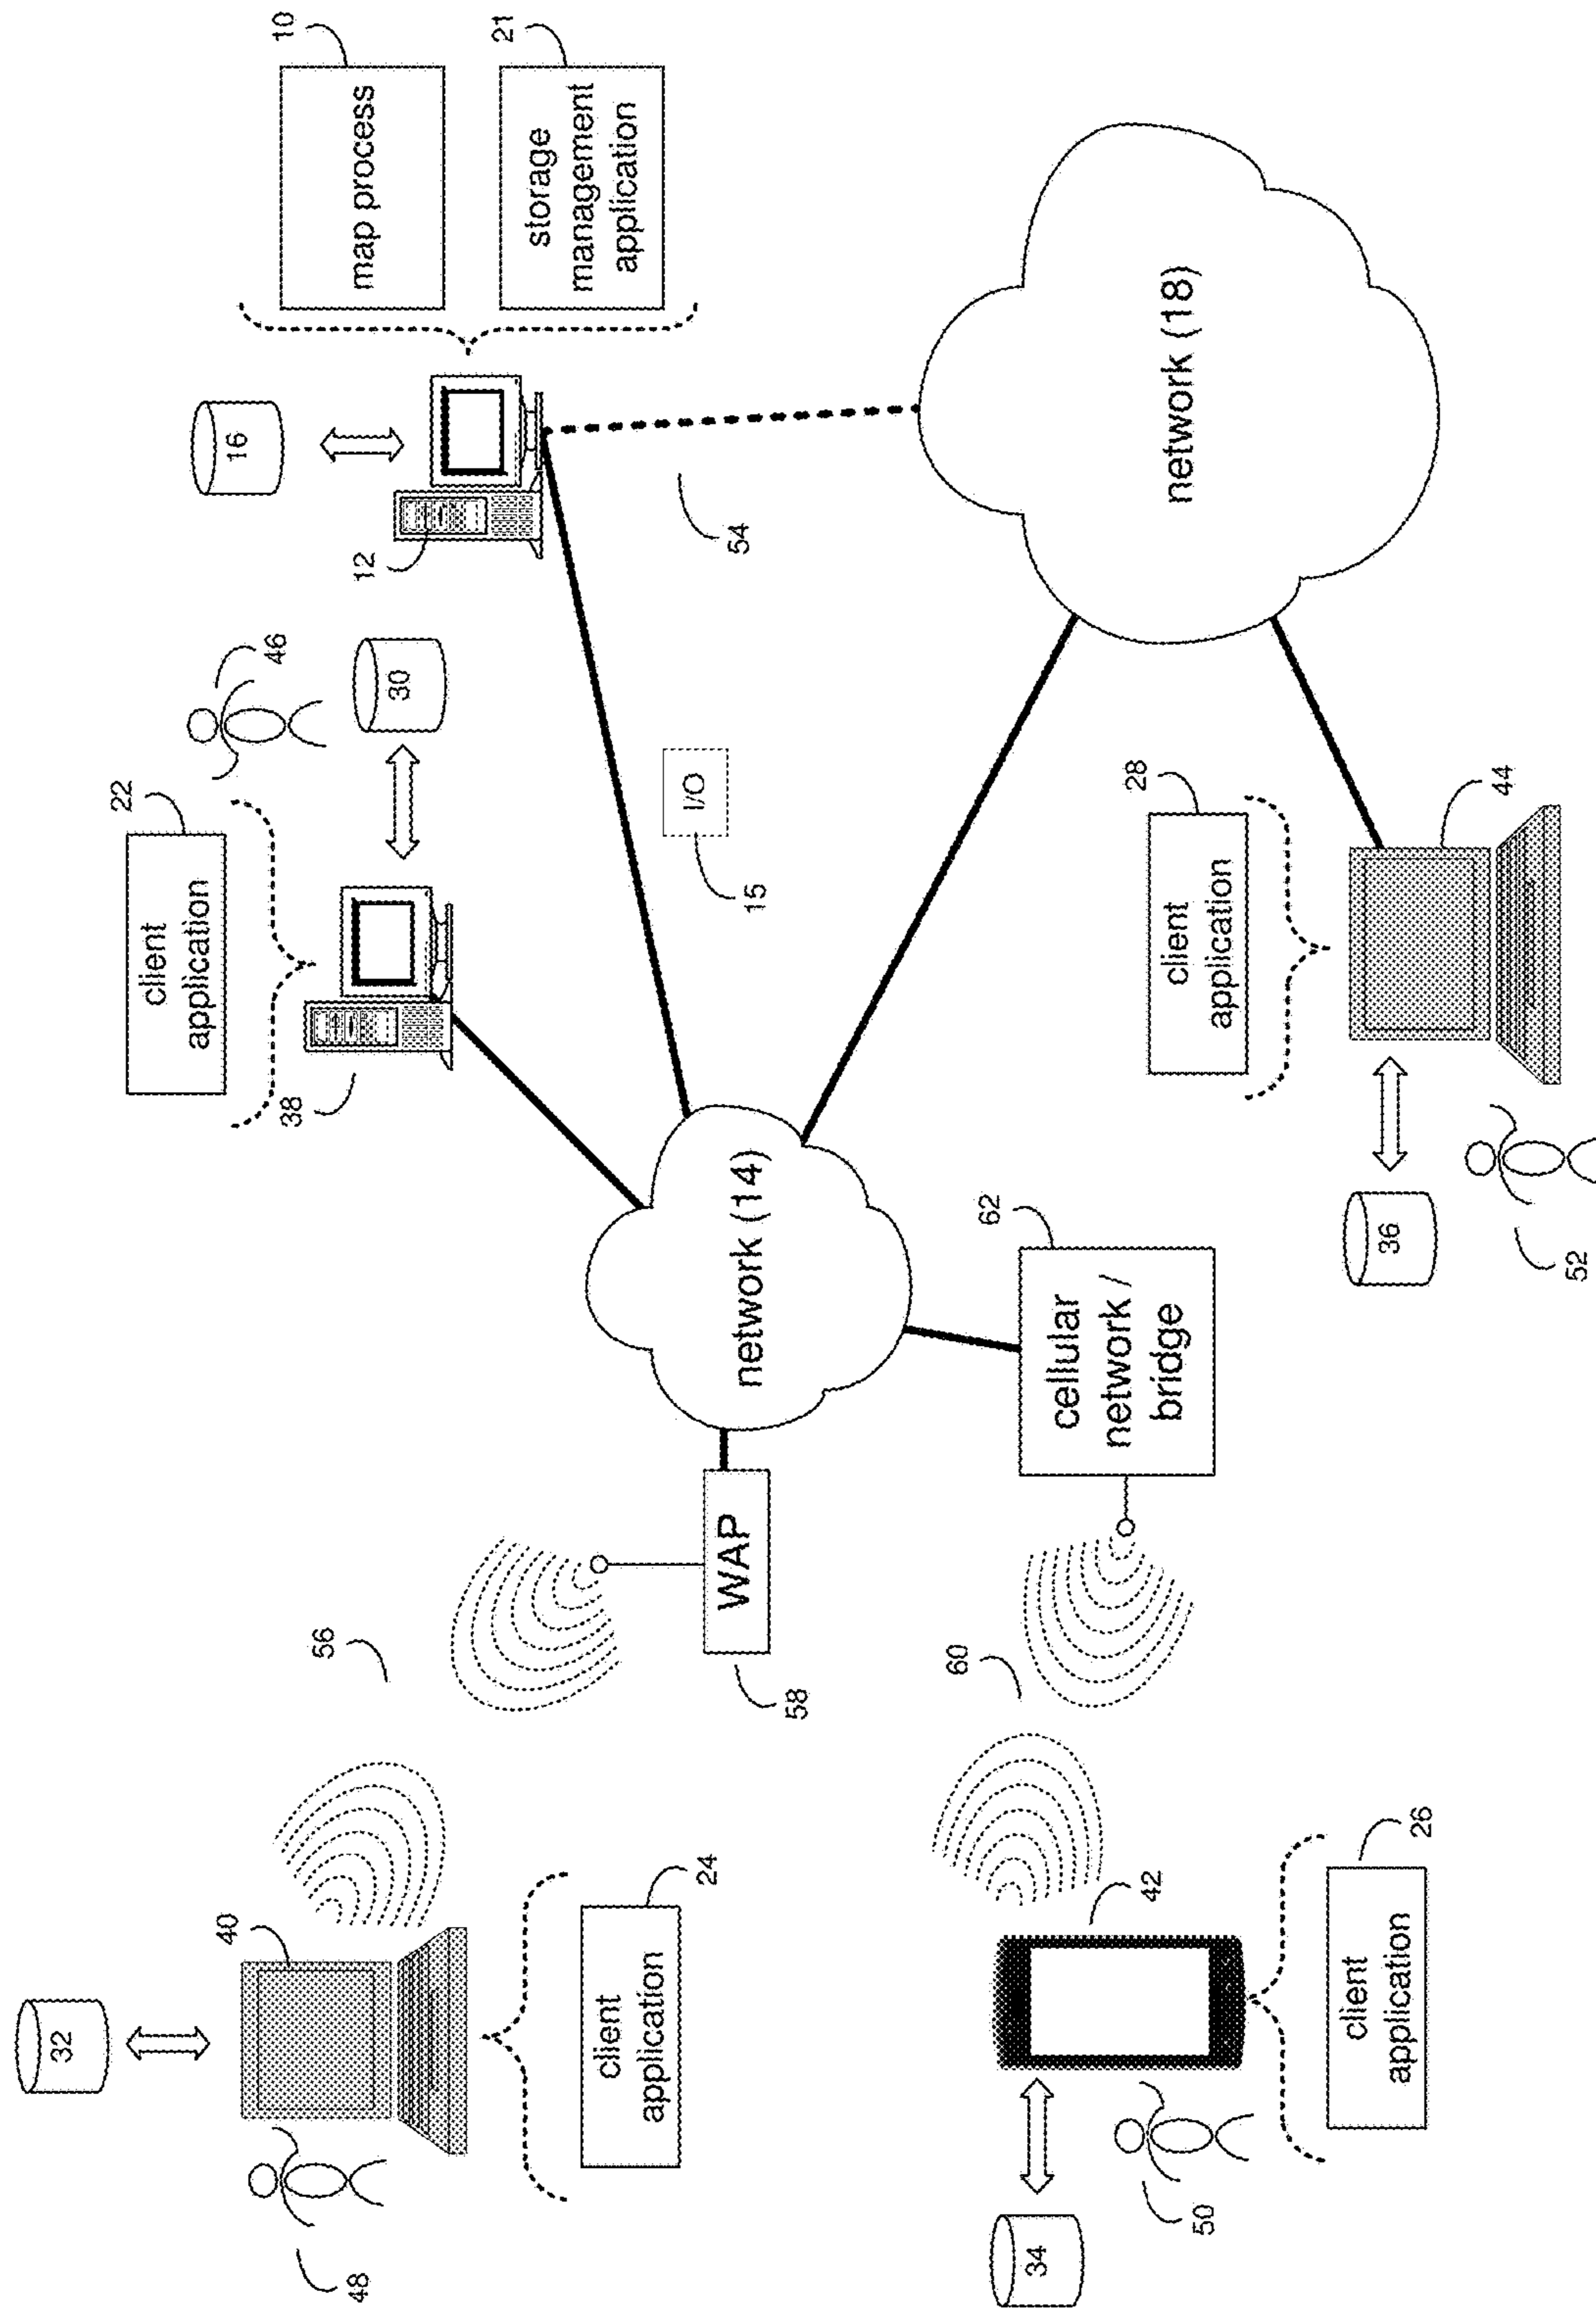 32
48
40
client
application
24
56
WAP
58
34
50
42
client
application
26
60
cellular
network /
bridge
62
network (14)
client
application
22
38
46
30
I/O
15
16
12
map process
10
storage
management
application
21
54
network (18)
client
application
28
44
36
52